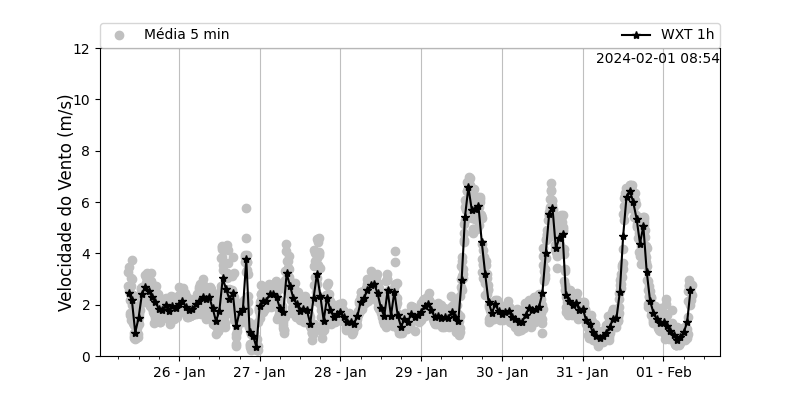 Média 5 min
WXT 1h
2024-02-01 08:54
Velocidade do Vento (m/s)
12
10
8
6
4
2
0
26 - Jan
27 - Jan
28 - Jan
29 - Jan
30 - Jan
31 - Jan
01 - Feb